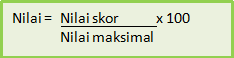 Nilai = Nilai skor x 100
Nilai maksimal